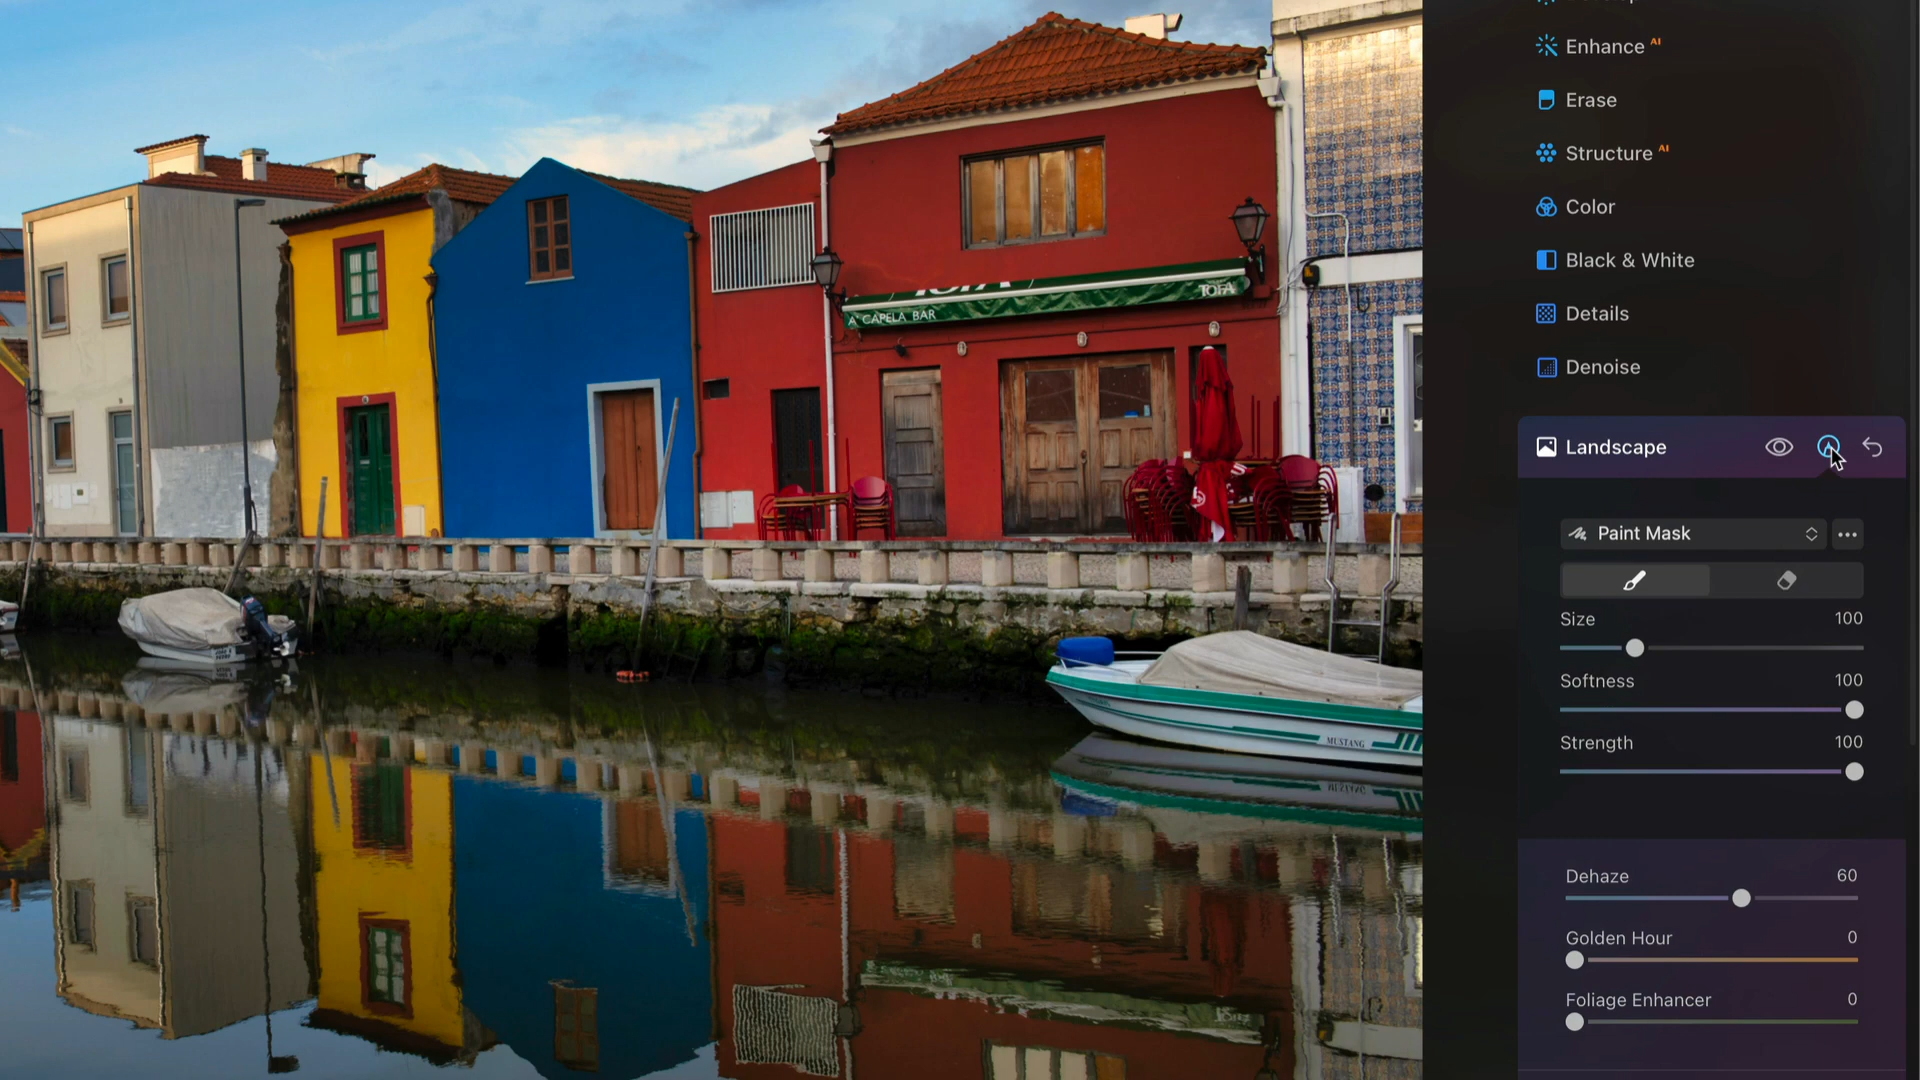 Enhance AI
Erase
Structure AI
Color
Black & White
Details
Denoise
Landscape
Paint Mask
Size 100
Softness 100
Strength 100
Dehaze 60
Golden Hour 0
Foliage Enhancer 0
TOFA
A CAPELA BAR
MUSTANG